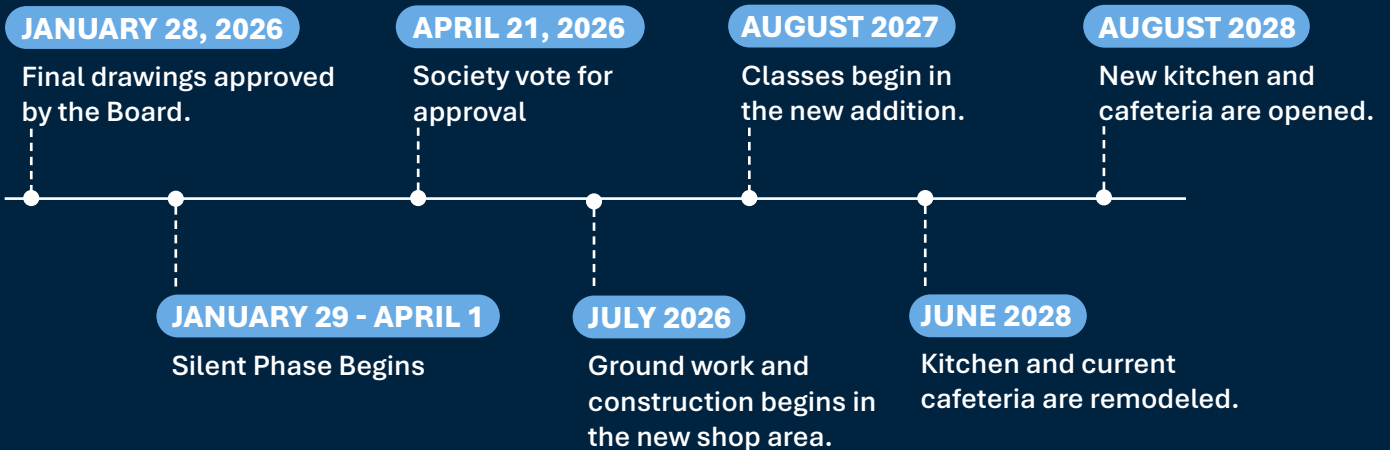 JANUARY 28, 2026
Final drawings approved
by the Board.
JANUARY 29 - APRIL 1
Silent Phase Begins
APRIL 21, 2026
Society vote for
approval
JULY 2026
Ground work and
construction begins in
the new shop area.
AUGUST 2027
Classes begin in
the new addition.
JUNE 2028
Kitchen and current
cafeteria are remodeled.
AUGUST 2028
New kitchen and
cafeteria are opened.